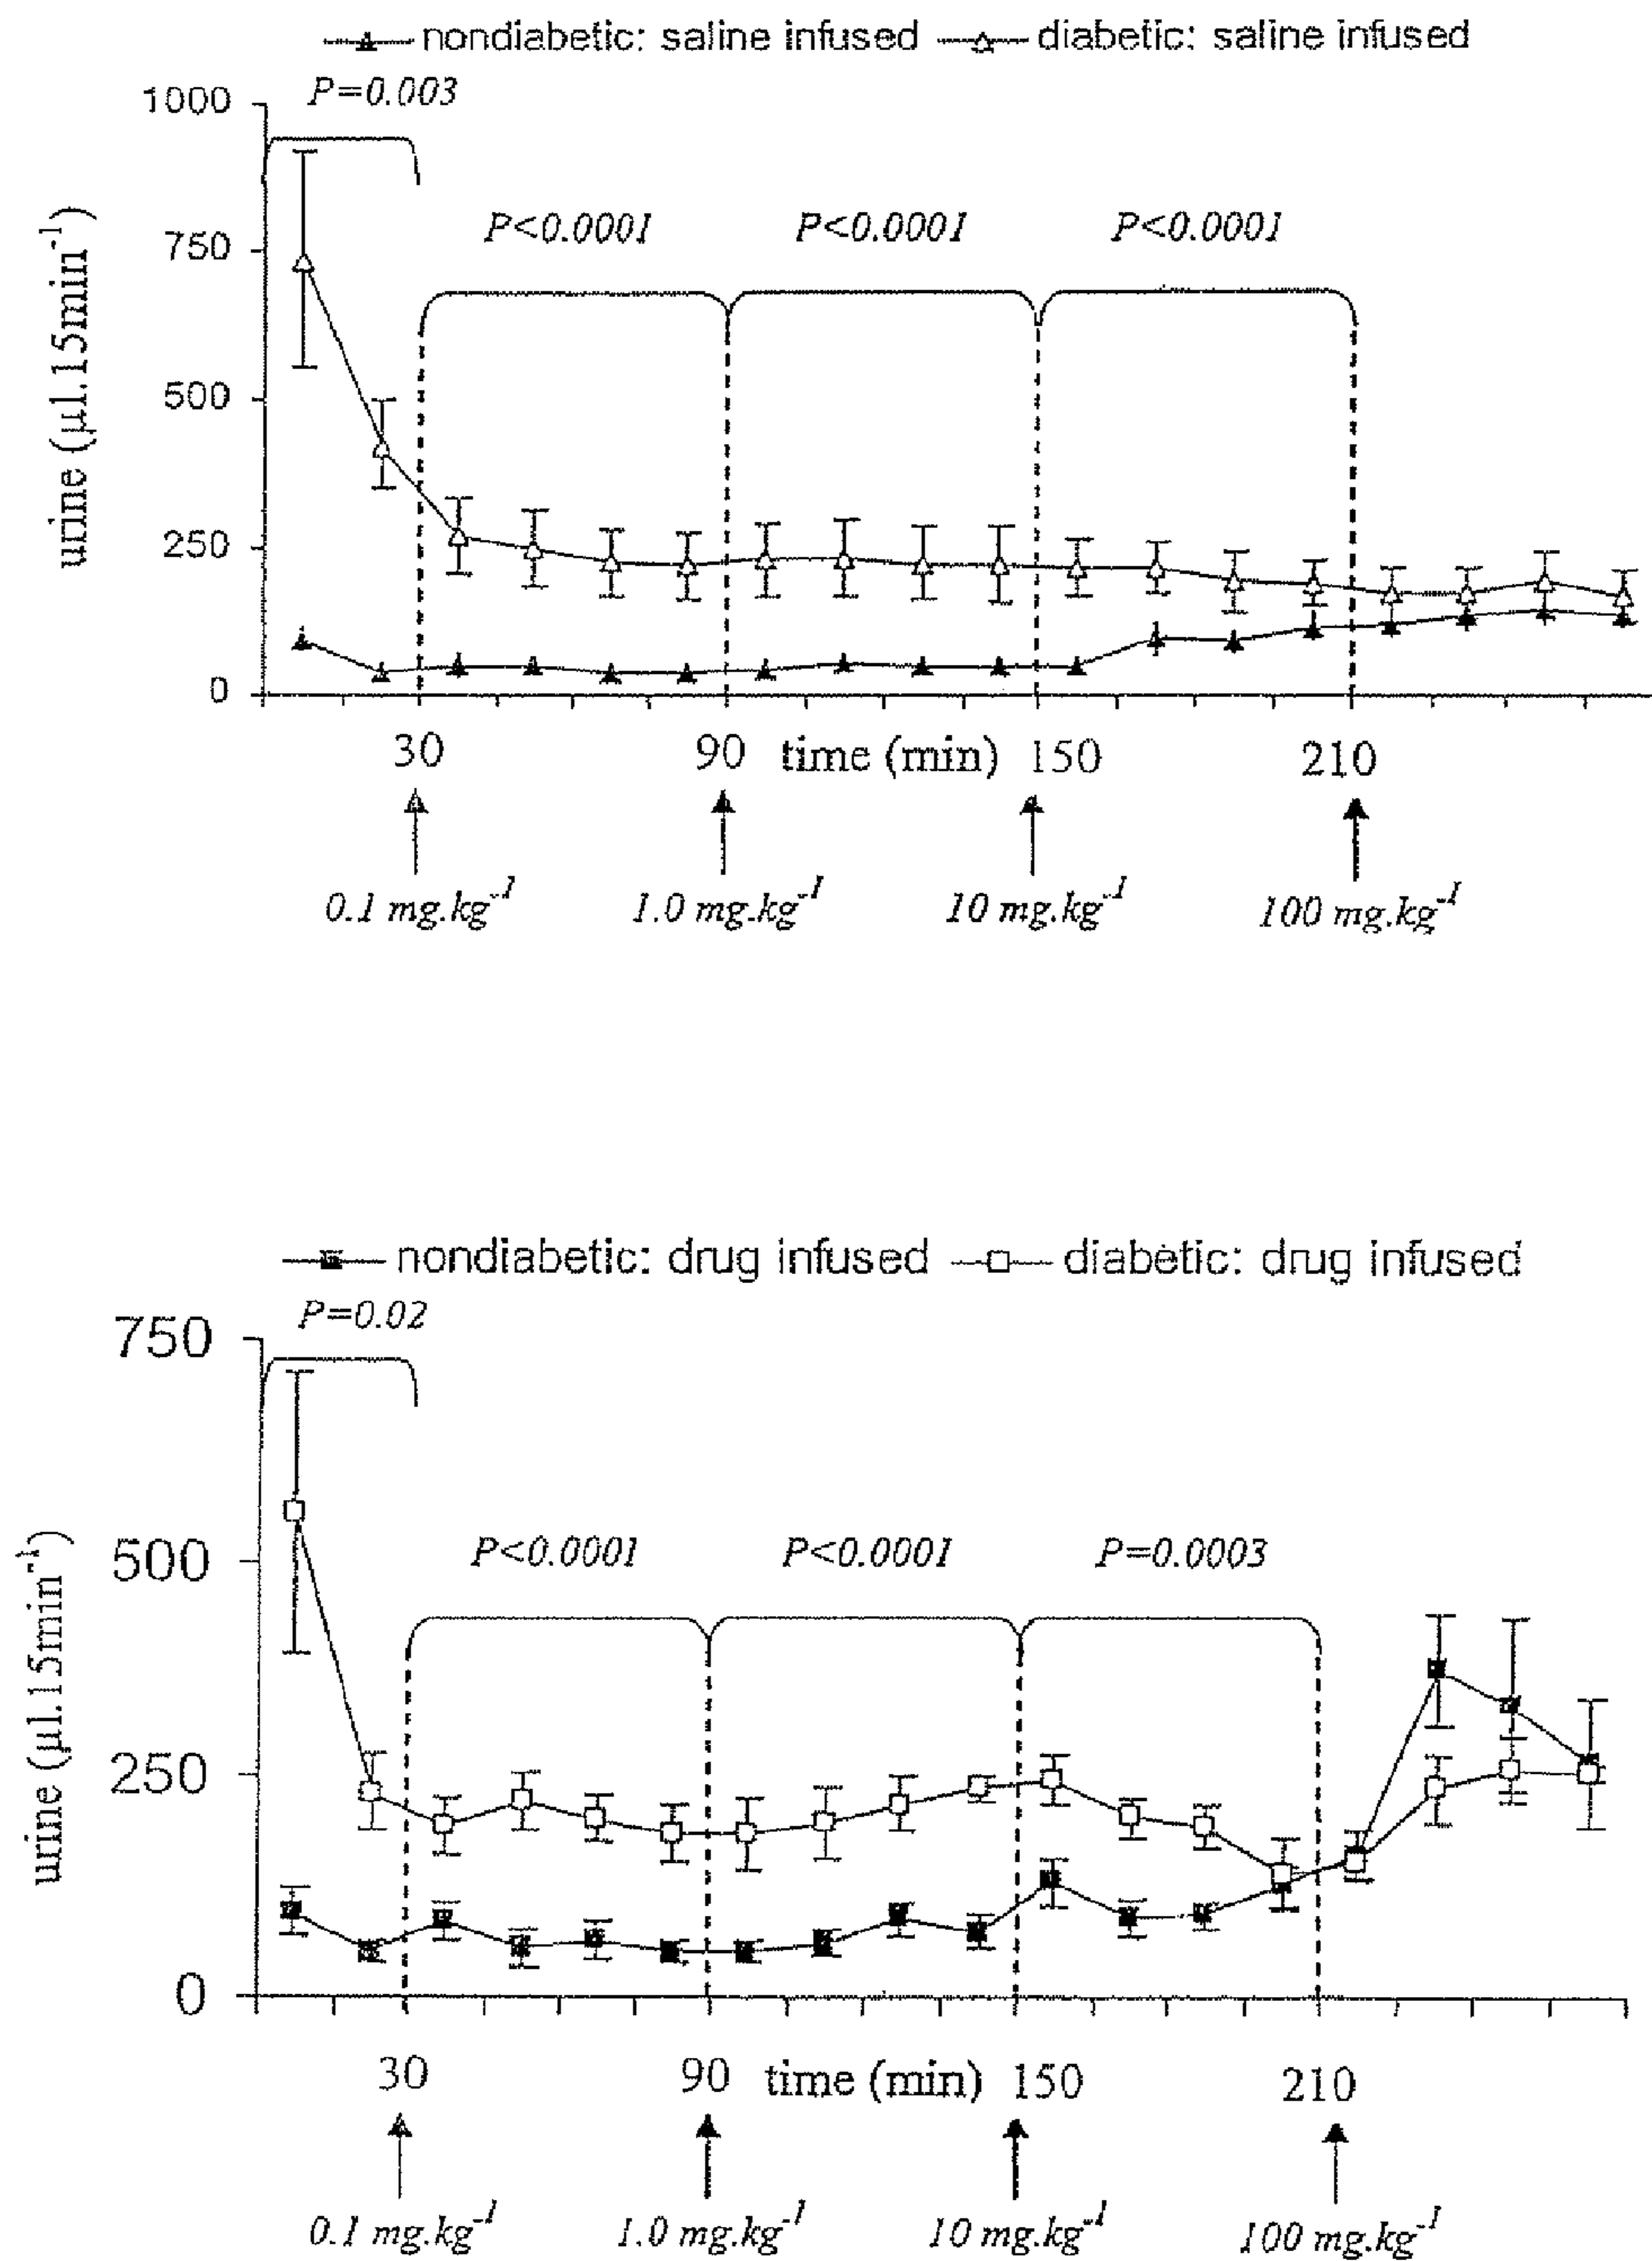 nondiabetic: saline infused diabetic: saline infused
P=0.003
1000
P<0.0001 P<0.0001 P<0.0001
750
500
250
0
urine (µl.15min⁻¹)
30 90 time (min) 150 210
0.1 mg.kg⁻¹ 1.0 mg.kg⁻¹ 10 mg.kg⁻¹ 100 mg.kg⁻¹
nondiabetic: drug infused diabetic: drug infused
P=0.02
750
P<0.0001 P<0.0001 P=0.0003
500
250
0
urine (µl.15min⁻¹)
30 90 time (min) 150 210
0.1 mg.kg⁻¹ 1.0 mg.kg⁻¹ 10 mg.kg⁻¹ 100 mg.kg⁻¹